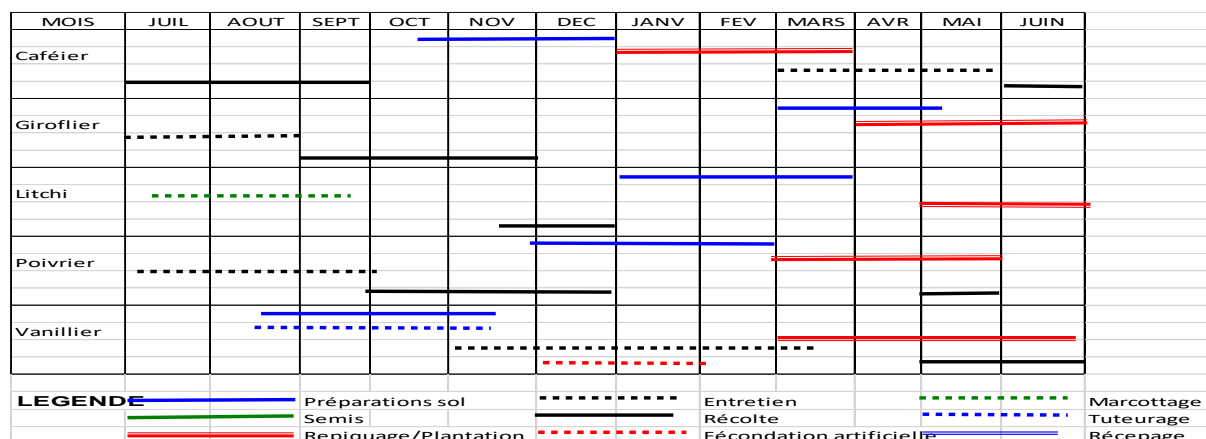 MOIS JUIL AOUT SEPT OCT NOV DEC JANV FEV MARS AVR MAI JUIN
Caféier
Giroflier
Litchi
Poivrier
Vanillier
LEGENDE Préparations sol Entretien Marcottage
Semis Récolte Tuteurage
Repiquage/Plantation Fécondation artificielle Récepage